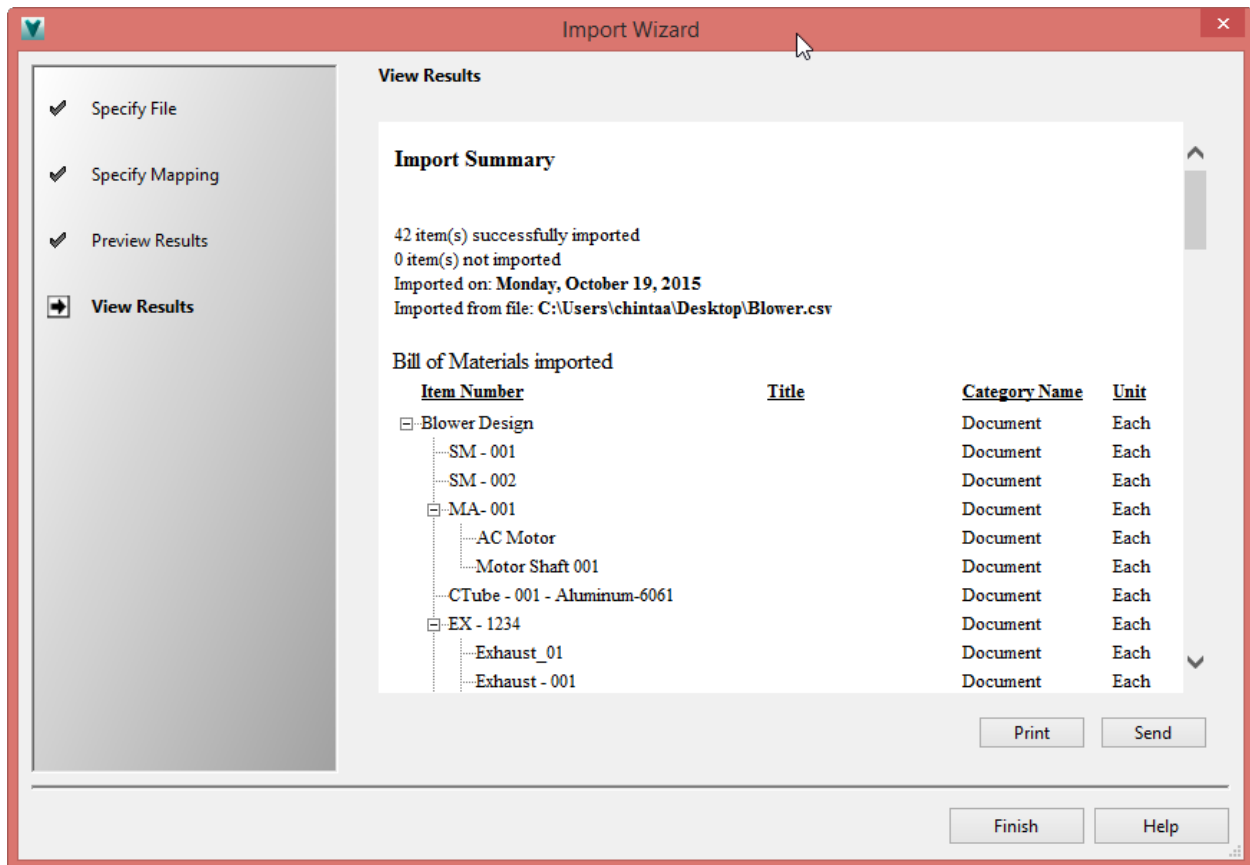 Import Wizard
Specify File
Specify Mapping
Preview Results
View Results
View Results
Import Summary
42 item(s) successfully imported
0 item(s) not imported
Imported on: Monday, October 19, 2015
Imported from file: C:\Users\chintaa\Desktop\Blower.csv
Bill of Materials imported
Item Number Title Category Name Unit
Blower Design Document Each
SM - 001 Document Each
SM - 002 Document Each
MA- 001 Document Each
AC Motor Document Each
Motor Shaft 001 Document Each
CTube - 001 - Aluminum-6061 Document Each
EX - 1234 Document Each
Exhaust_01 Document Each
Exhaust - 001 Document Each
Print Send
Finish Help